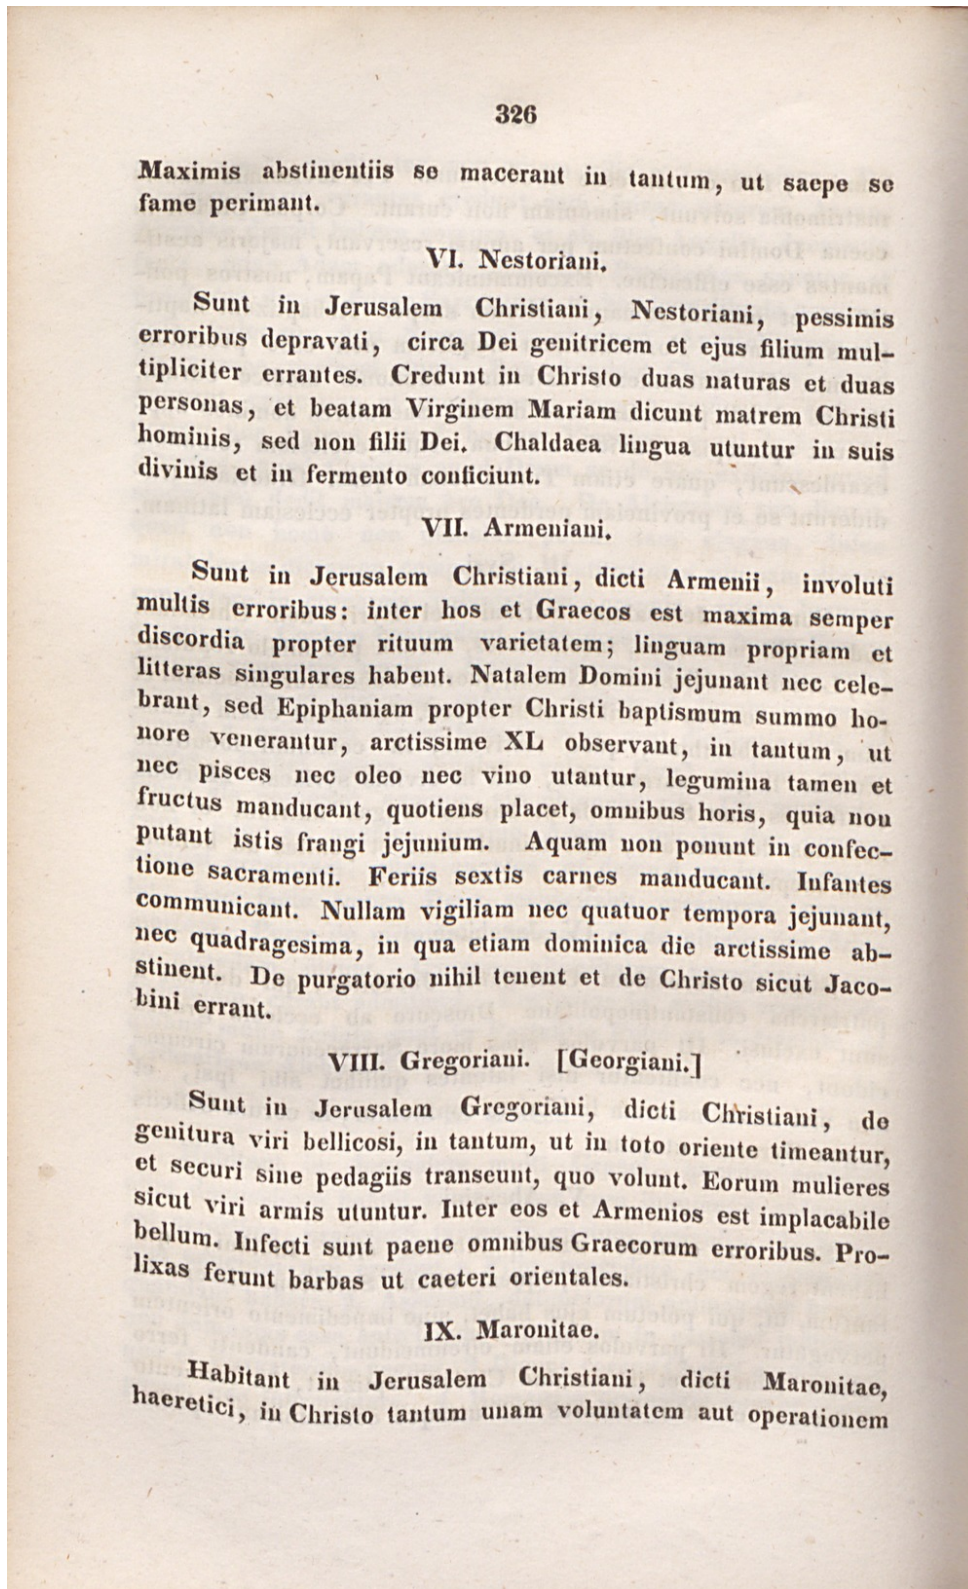 326
Maximis abstinentiis se macerant in tantum, ut saepe se
fame perimant.
VI. Nestoriani.
Sunt in Jerusalem Christiani, Nestoriani, pessimis
erroribus depravati, circa Dei genitricem et ejus filium mul-
tipliciter errantes. Credunt in Christo duas naturas et duas
personas, et beatam Virginem Mariam dicunt matrem Christi
hominis, sed non filii Dei. Chaldaea lingua utuntur in suis
divinis et in fermento conficiunt.
VII. Armeniani.
Sunt in Jerusalem Christiani, dicti Armenii, involuti
multis erroribus: inter hos et Graecos est maxima semper
discordia propter rituum varietatem; linguam propriam et
litteras singulares habent. Natalem Domini jejunant nec cele-
brant, sed Epiphaniam propter Christi baptismum summo ho-
nore venerantur, arctissime XL observant, in tantum, ut
nec pisces nec oleo nec vino utantur, legumina tamen et
fructus manducant, quotiens placet, omnibus horis, quia non
putant istis frangi jejunium. Aquam non ponunt in confec-
tione sacramenti. Feriis sextis carnes manducant. Infantes
communicant. Nullam vigiliam nec quatuor tempora jejunant,
nec quadragesima, in qua etiam dominica die arctissime ab-
stinent. De purgatorio nihil tenent et de Christo sicut Jaco-
bini errant.
VIII. Gregoriani. [Georgiani.]
Sunt in Jerusalem Gregoriani, dicti Christiani, de
genitura viri bellicosi, in tantum, ut in toto oriente timeantur,
et securi sine pedagiis transeunt, quo volunt. Eorum mulieres
sicut viri armis utuntur. Inter eos et Armenios est implacabile
bellum. Infecti sunt paene omnibus Graecorum erroribus. Pro-
lixas ferunt barbas ut caeteri orientales.
IX. Maronitae.
Habitant in Jerusalem Christiani, dicti Maronitae,
haeretici, in Christo tantum unam voluntatem aut operationem